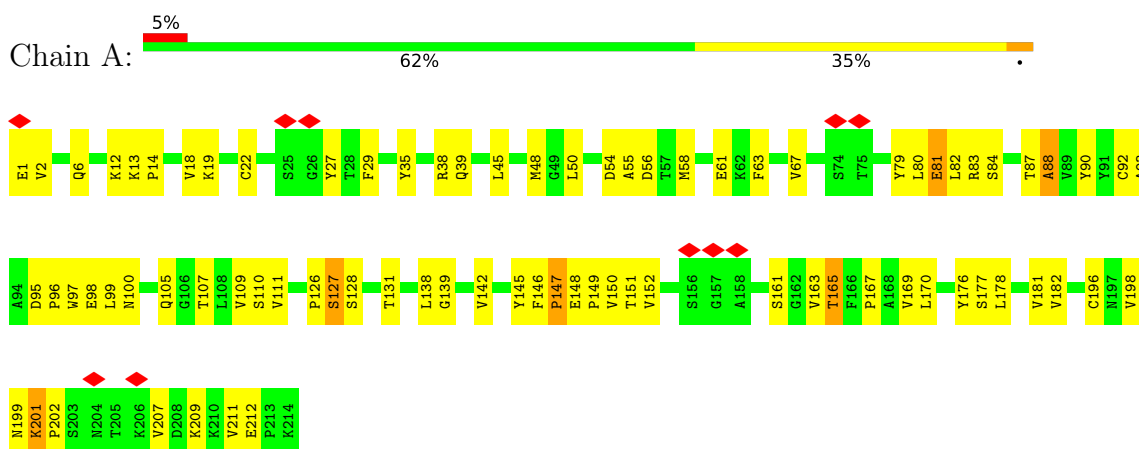 5%
Chain A:
62% 35% •
E1 V2 Q6 K12 K13 P14 V18 K19 C22 S25 G26 Y27 T28 F29 Y35 R38 Q39 L45 M48 G49 L50 D54 A55 D56 T57 M58 E61 K62 F63 V67 S74 T75 Y79 L80 E81 L82 R83 S84 T87 A88 V89 Y90 Y91 C92
A94 D95 P96 W97 E98 L99 N100 Q105 G106 T107 L108 V109 S110 V111 P126 S127 S128 T131 L138 G139 V142 Y145 F146 P147 E148 P149 V150 T151 V152 S156 G157 A158 S161 G162 V163 T165 F166 P167 A168 V169 L170 Y176 S177 L178 V181 V182 C196 N197 V198
N199 K201 P202 S203 N204 T205 K206 V207 D208 K209 K210 V211 E212 P213 K214